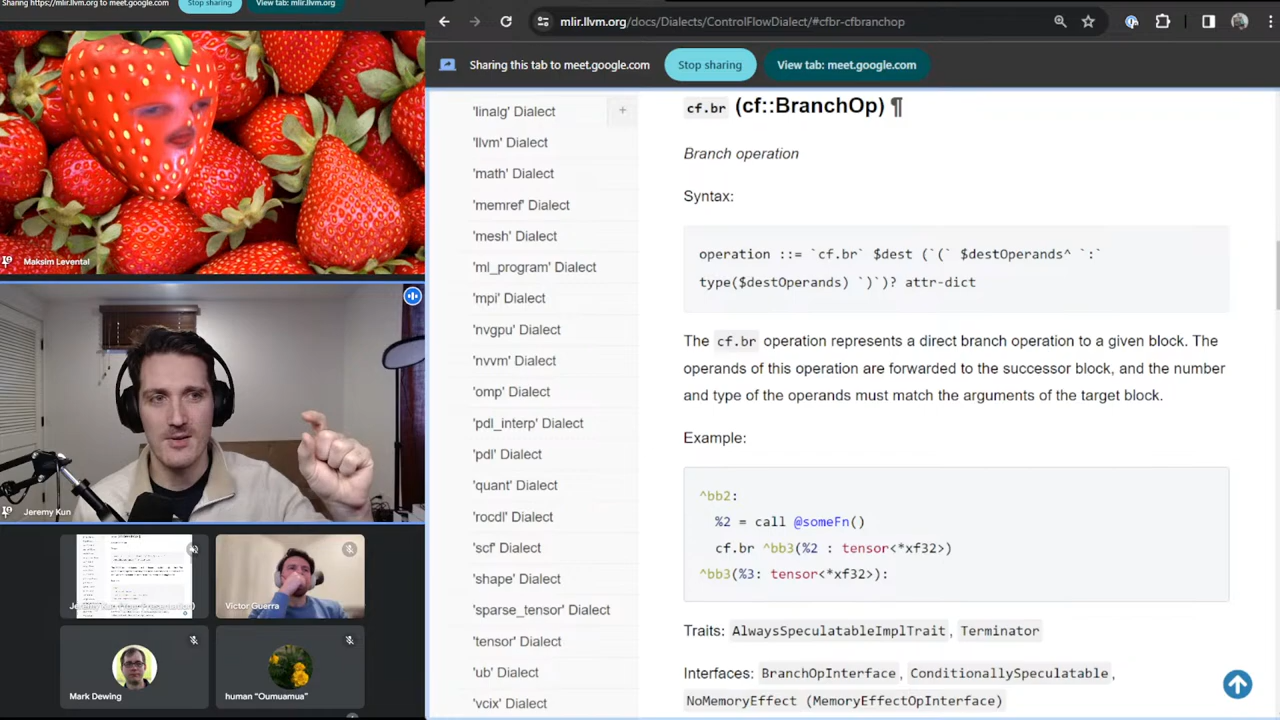 Sharing https://mlir.llvm.org to meet.google.com
Stop sharing
View tab: mlir.llvm.org
Maksim Levental
Jeremy Kun
Victor Guerra
Mark Dewing
human "Oumuamua"
mlir.llvm.org/docs/Dialects/ControlFlowDialect/#cfbr-cfbranchop
Sharing this tab to meet.google.com
Stop sharing
View tab: meet.google.com
'linalg' Dialect
+
'llvm' Dialect
'math' Dialect
'memref' Dialect
'mesh' Dialect
'ml_program' Dialect
'mpi' Dialect
'nvgpu' Dialect
'nvvm' Dialect
'omp' Dialect
'pdl_interp' Dialect
'pdl' Dialect
'quant' Dialect
'rocdl' Dialect
'scf' Dialect
'shape' Dialect
'sparse_tensor' Dialect
'tensor' Dialect
'ub' Dialect
'vcix' Dialect
cf.br (cf::BranchOp) ¶
Branch operation
Syntax:
operation ::= `cf.br` $dest (`(` $destOperands^ `:`
type($destOperands) `)`)? attr-dict
The cf.br operation represents a direct branch operation to a given block. The
operands of this operation are forwarded to the successor block, and the number
and type of the operands must match the arguments of the target block.
Example:
^bb2:
%2 = call @someFn()
cf.br ^bb3(%2 : tensor<*xf32>)
^bb3(%3: tensor<*xf32>):
Traits: AlwaysSpeculatableImplTrait, Terminator
Interfaces: BranchOpInterface, ConditionallySpeculatable,
NoMemoryEffect (MemoryEffectOpInterface)